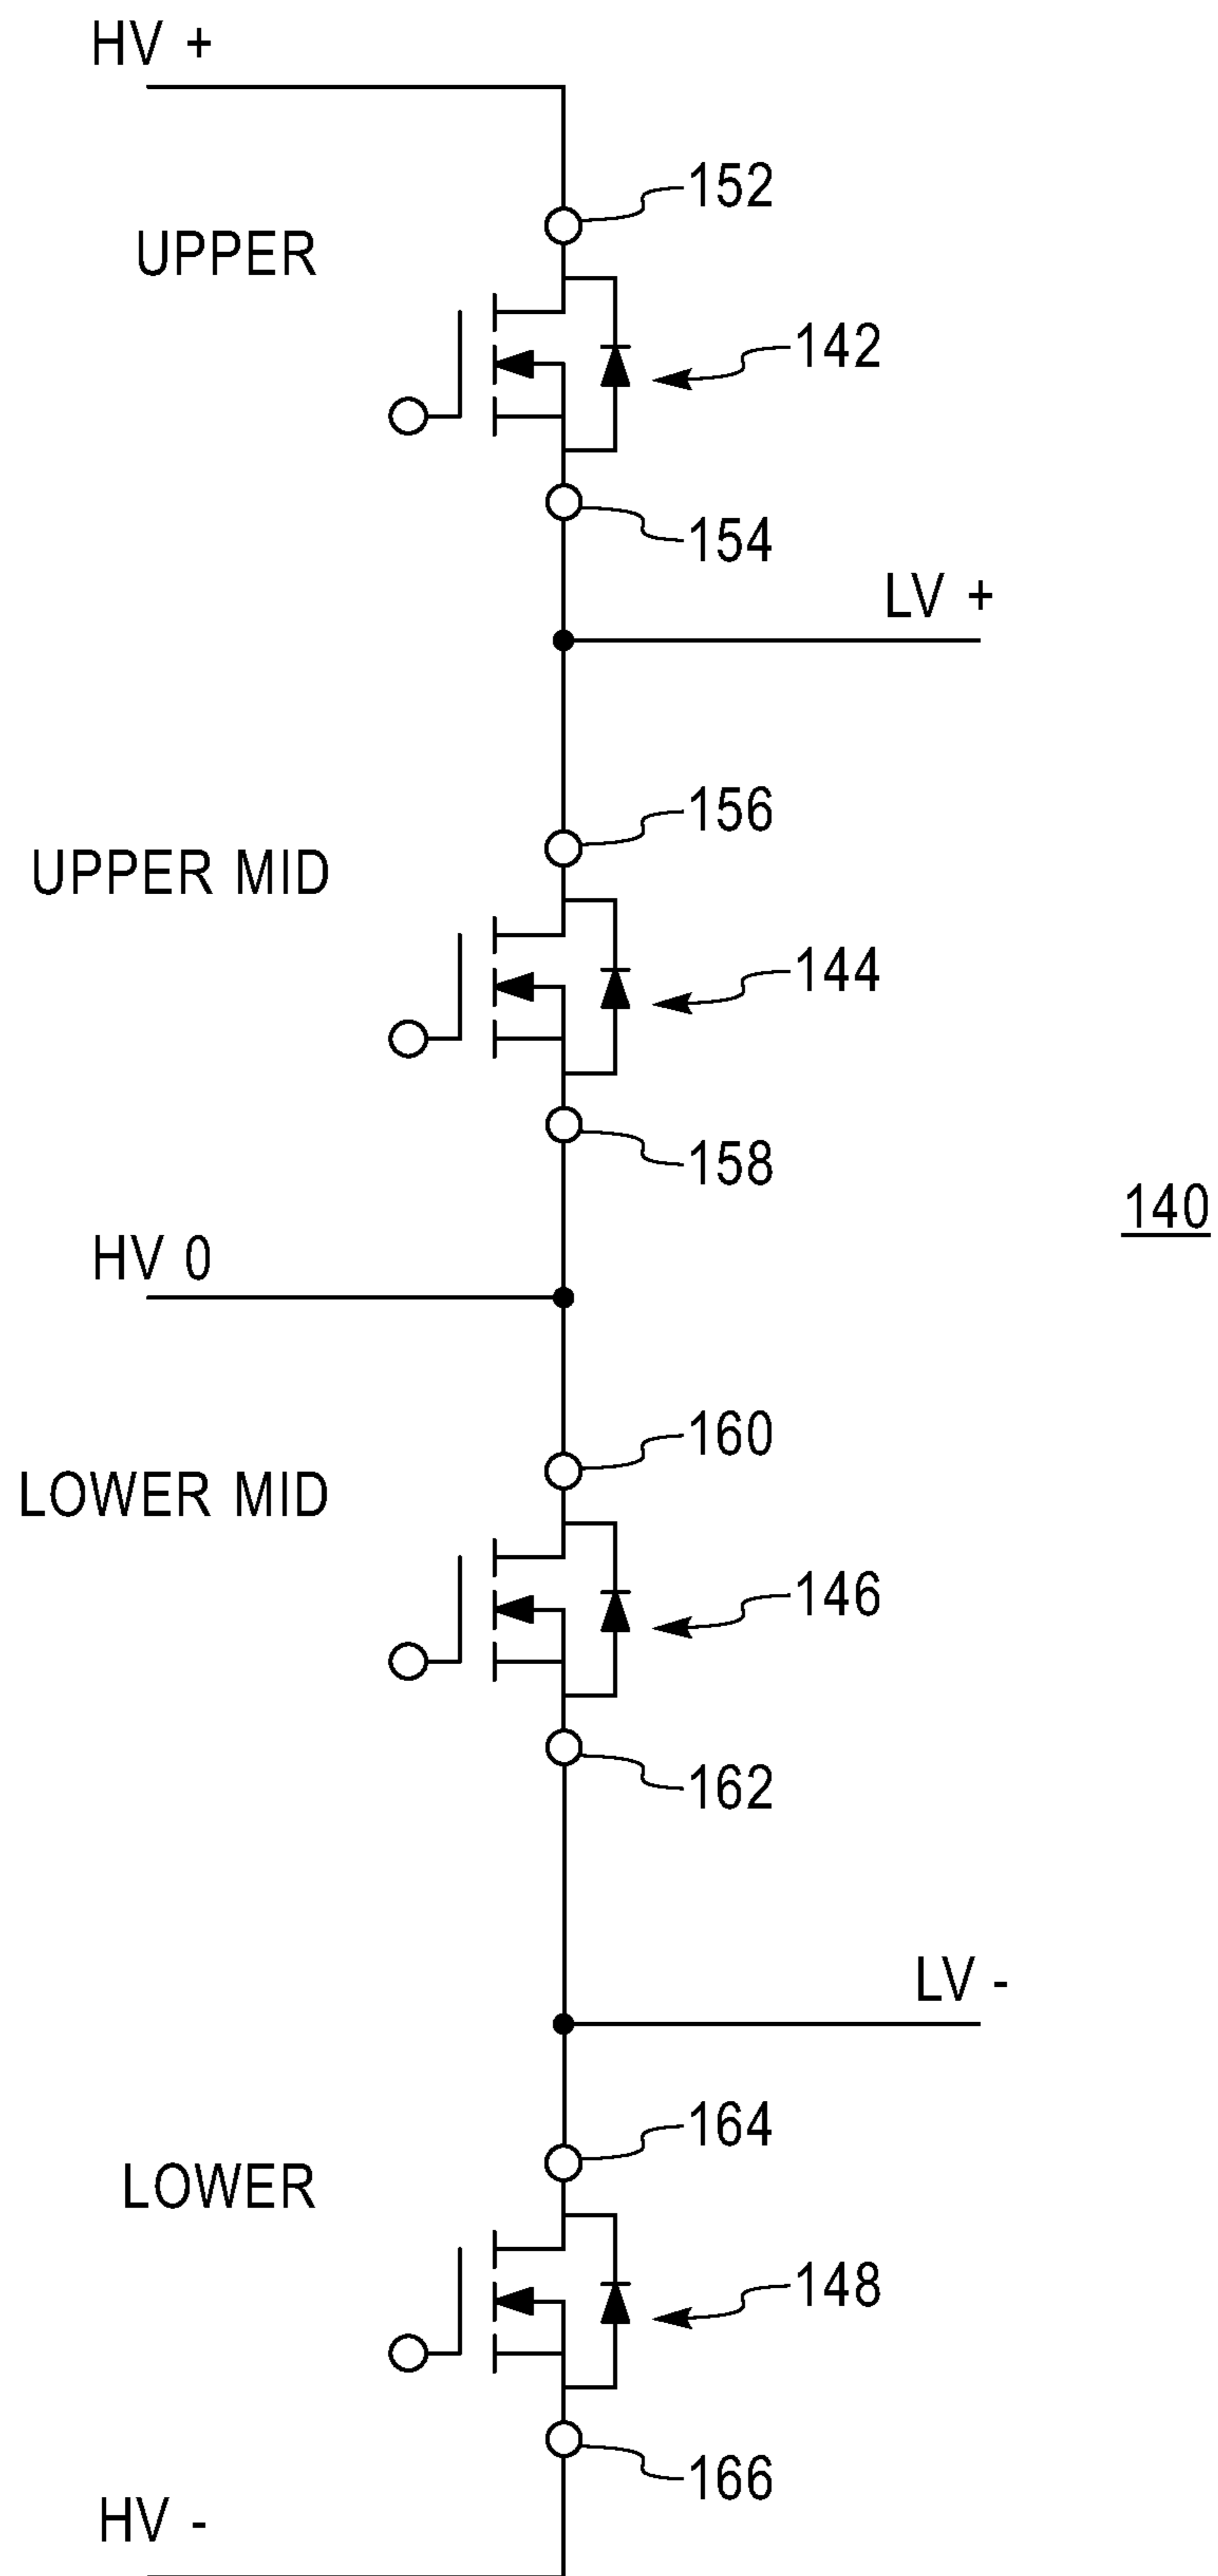 HV +
152
UPPER
142
154
LV +
156
UPPER MID
144
158
140
HV 0
160
LOWER MID
146
162
LV -
164
LOWER
148
166
HV -